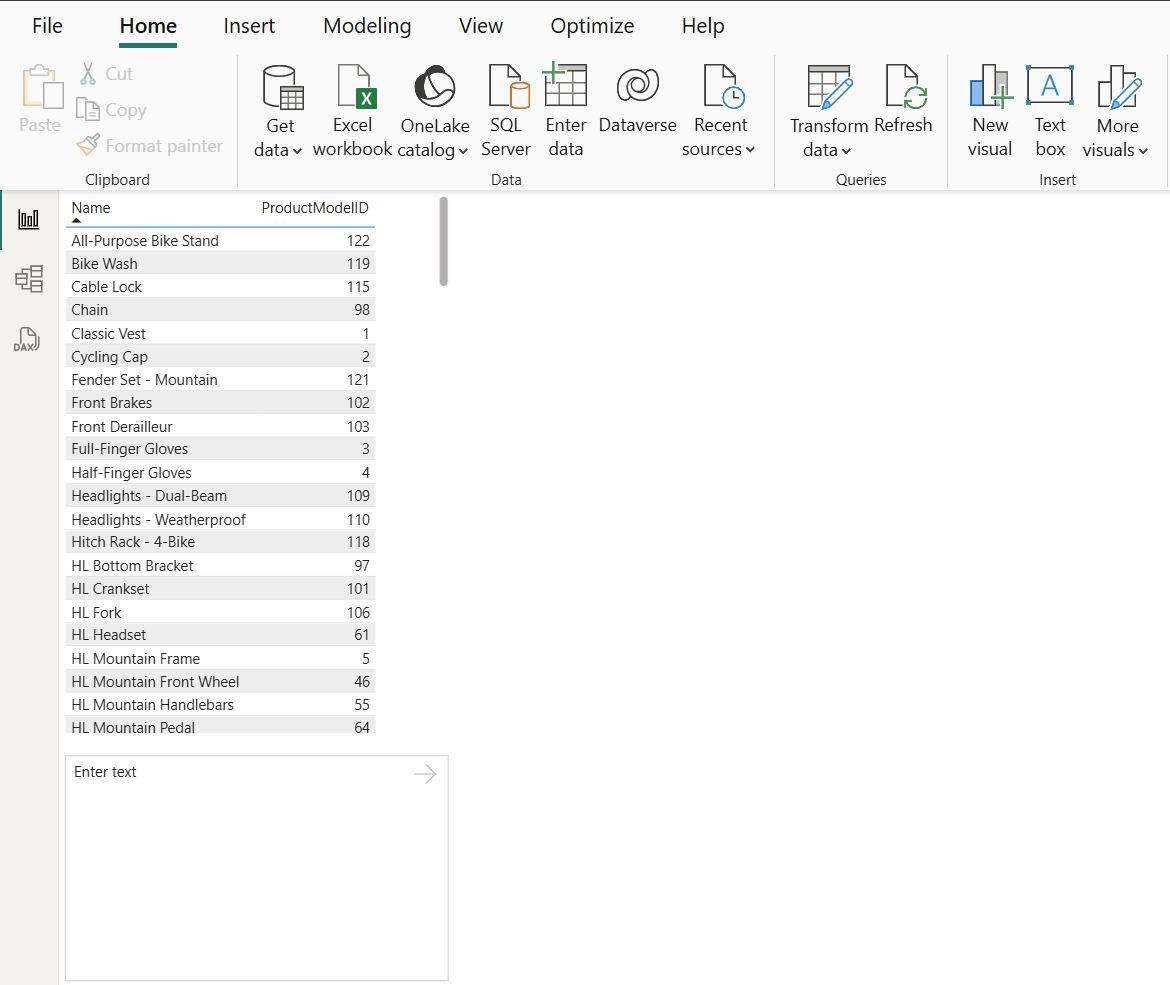 File Home Insert Modeling View Optimize Help
Paste
Cut
Copy
Format painter
Clipboard
Get data
Excel workbook
OneLake catalog
SQL Server
Enter data
Dataverse
Recent sources
Data
Transform data
Refresh
Queries
New visual
A
Text box
More visuals
Insert
DAX
Name ProductModelID
All-Purpose Bike Stand 122
Bike Wash 119
Cable Lock 115
Chain 98
Classic Vest 1
Cycling Cap 2
Fender Set - Mountain 121
Front Brakes 102
Front Derailleur 103
Full-Finger Gloves 3
Half-Finger Gloves 4
Headlights - Dual-Beam 109
Headlights - Weatherproof 110
Hitch Rack - 4-Bike 118
HL Bottom Bracket 97
HL Crankset 101
HL Fork 106
HL Headset 61
HL Mountain Frame 5
HL Mountain Front Wheel 46
HL Mountain Handlebars 55
HL Mountain Pedal 64
Enter text